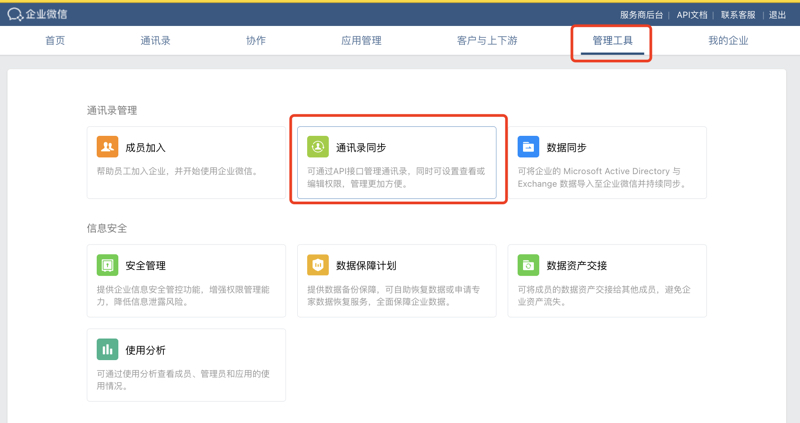 企业微信
服务商后台 | API文档 | 联系客服 | 退出
首页 通讯录 协作 应用管理 客户与上下游 管理工具 我的企业
通讯录管理
成员加入
帮助员工加入企业，并开始使用企业微信。
通讯录同步
可通过API接口管理通讯录，同时可设置查看或
编辑权限，管理更加方便。
数据同步
可将企业的 Microsoft Active Directory 与
Exchange 数据导入至企业微信并持续同步。
信息安全
安全管理
提供企业信息安全管控功能，增强权限管理能
力，降低信息泄露风险。
数据保障计划
提供数据备份保障，可自助恢复数据或申请专
家数据恢复服务，全面保障企业数据。
数据资产交接
可将成员的数据资产交接给其他成员，避免企
业资产流失。
使用分析
可通过使用分析查看成员、管理员和应用的使
用情况。